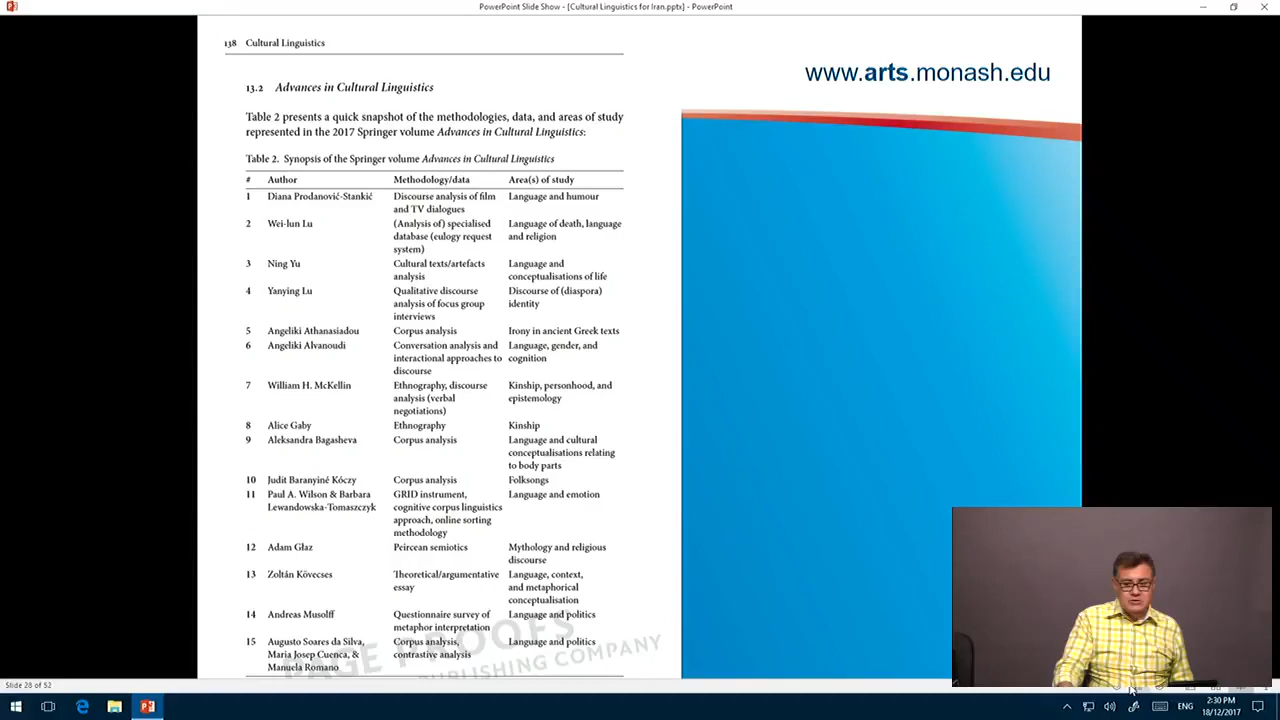 PowerPoint Slide Show - [Cultural Linguistics for Iran.pptx] - PowerPoint
138 Cultural Linguistics
www.arts.monash.edu
13.2 Advances in Cultural Linguistics
Table 2 presents a quick snapshot of the methodologies, data, and areas of study
represented in the 2017 Springer volume Advances in Cultural Linguistics:
Table 2. Synopsis of the Springer volume Advances in Cultural Linguistics
# Author Methodology/data Area(s) of study
1 Diana Prodanović-Stankić Discourse analysis of film Language and humour
and TV dialogues
2 Wei-lun Lu (Analysis of) specialised Language of death, language
database (eulogy request and religion
system)
3 Ning Yu Cultural texts/artefacts Language and
analysis conceptualisations of life
4 Yanying Lu Qualitative discourse Discourse of (diaspora)
analysis of focus group identity
interviews
5 Angeliki Athanasiadou Corpus analysis Irony in ancient Greek texts
6 Angeliki Alvanoudi Conversation analysis and Language, gender, and
interactional approaches to cognition
discourse
7 William H. McKellin Ethnography, discourse Kinship, personhood, and
analysis (verbal epistemology
negotiations)
8 Alice Gaby Ethnography Kinship
9 Aleksandra Bagasheva Corpus analysis Language and cultural
conceptualisations relating
to body parts
10 Judit Baranyiné Kóczy Corpus analysis Folksongs
11 Paul A. Wilson & Barbara GRID instrument, Language and emotion
Lewandowska-Tomaszczyk cognitive corpus linguistics
approach, online sorting
methodology
12 Adam Głaz Peircean semiotics Mythology and religious
discourse
13 Zoltán Kövecses Theoretical/argumentative Language, context,
essay and metaphorical
conceptualisation
14 Andreas Musolff Questionnaire survey of Language and politics
metaphor interpretation
15 Augusto Soares da Silva, Corpus analysis, Language and politics
Maria Josep Cuenca, & contrastive analysis
Manuela Romano
PAGE PROOFS
PUBLISHING COMPANY
Slide 28 of 52
ENG
2:30 PM
18/12/2017